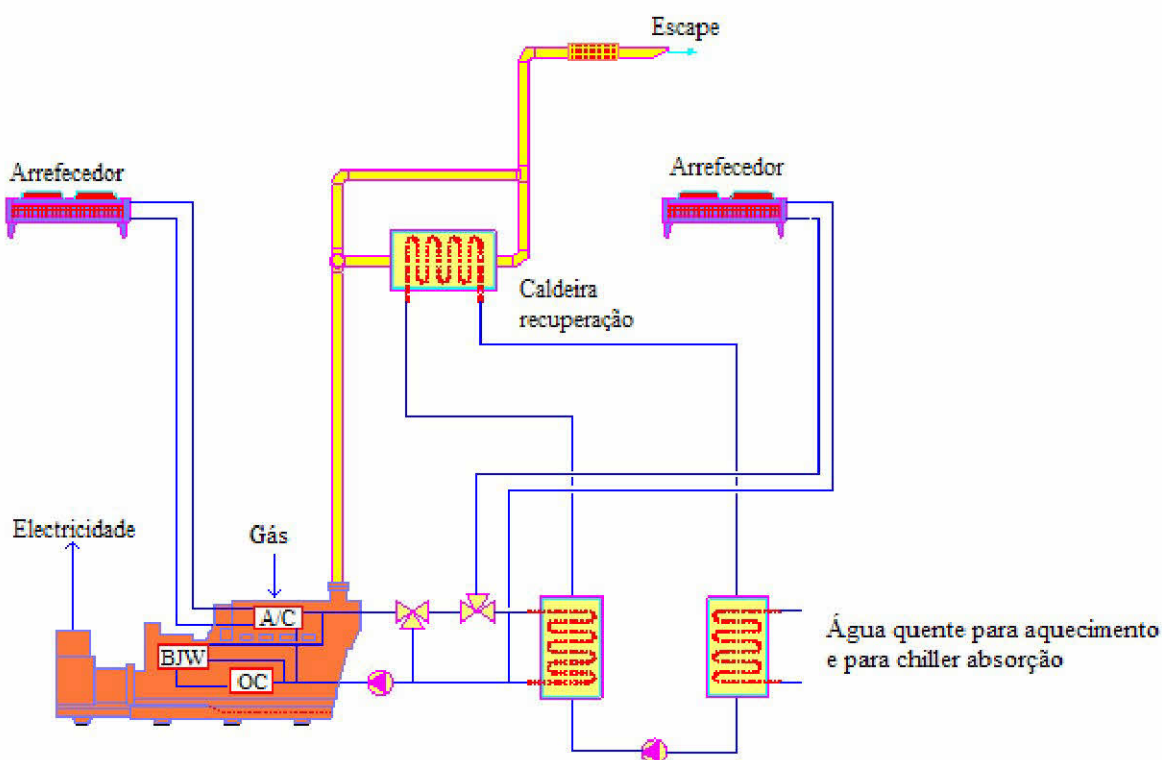 Escape
Arrefecedor
Arrefecedor
Caldeira
recuperação
Electricidade
Gás
A/C
BJW
OC
Água quente para aquecimento
e para chiller absorção